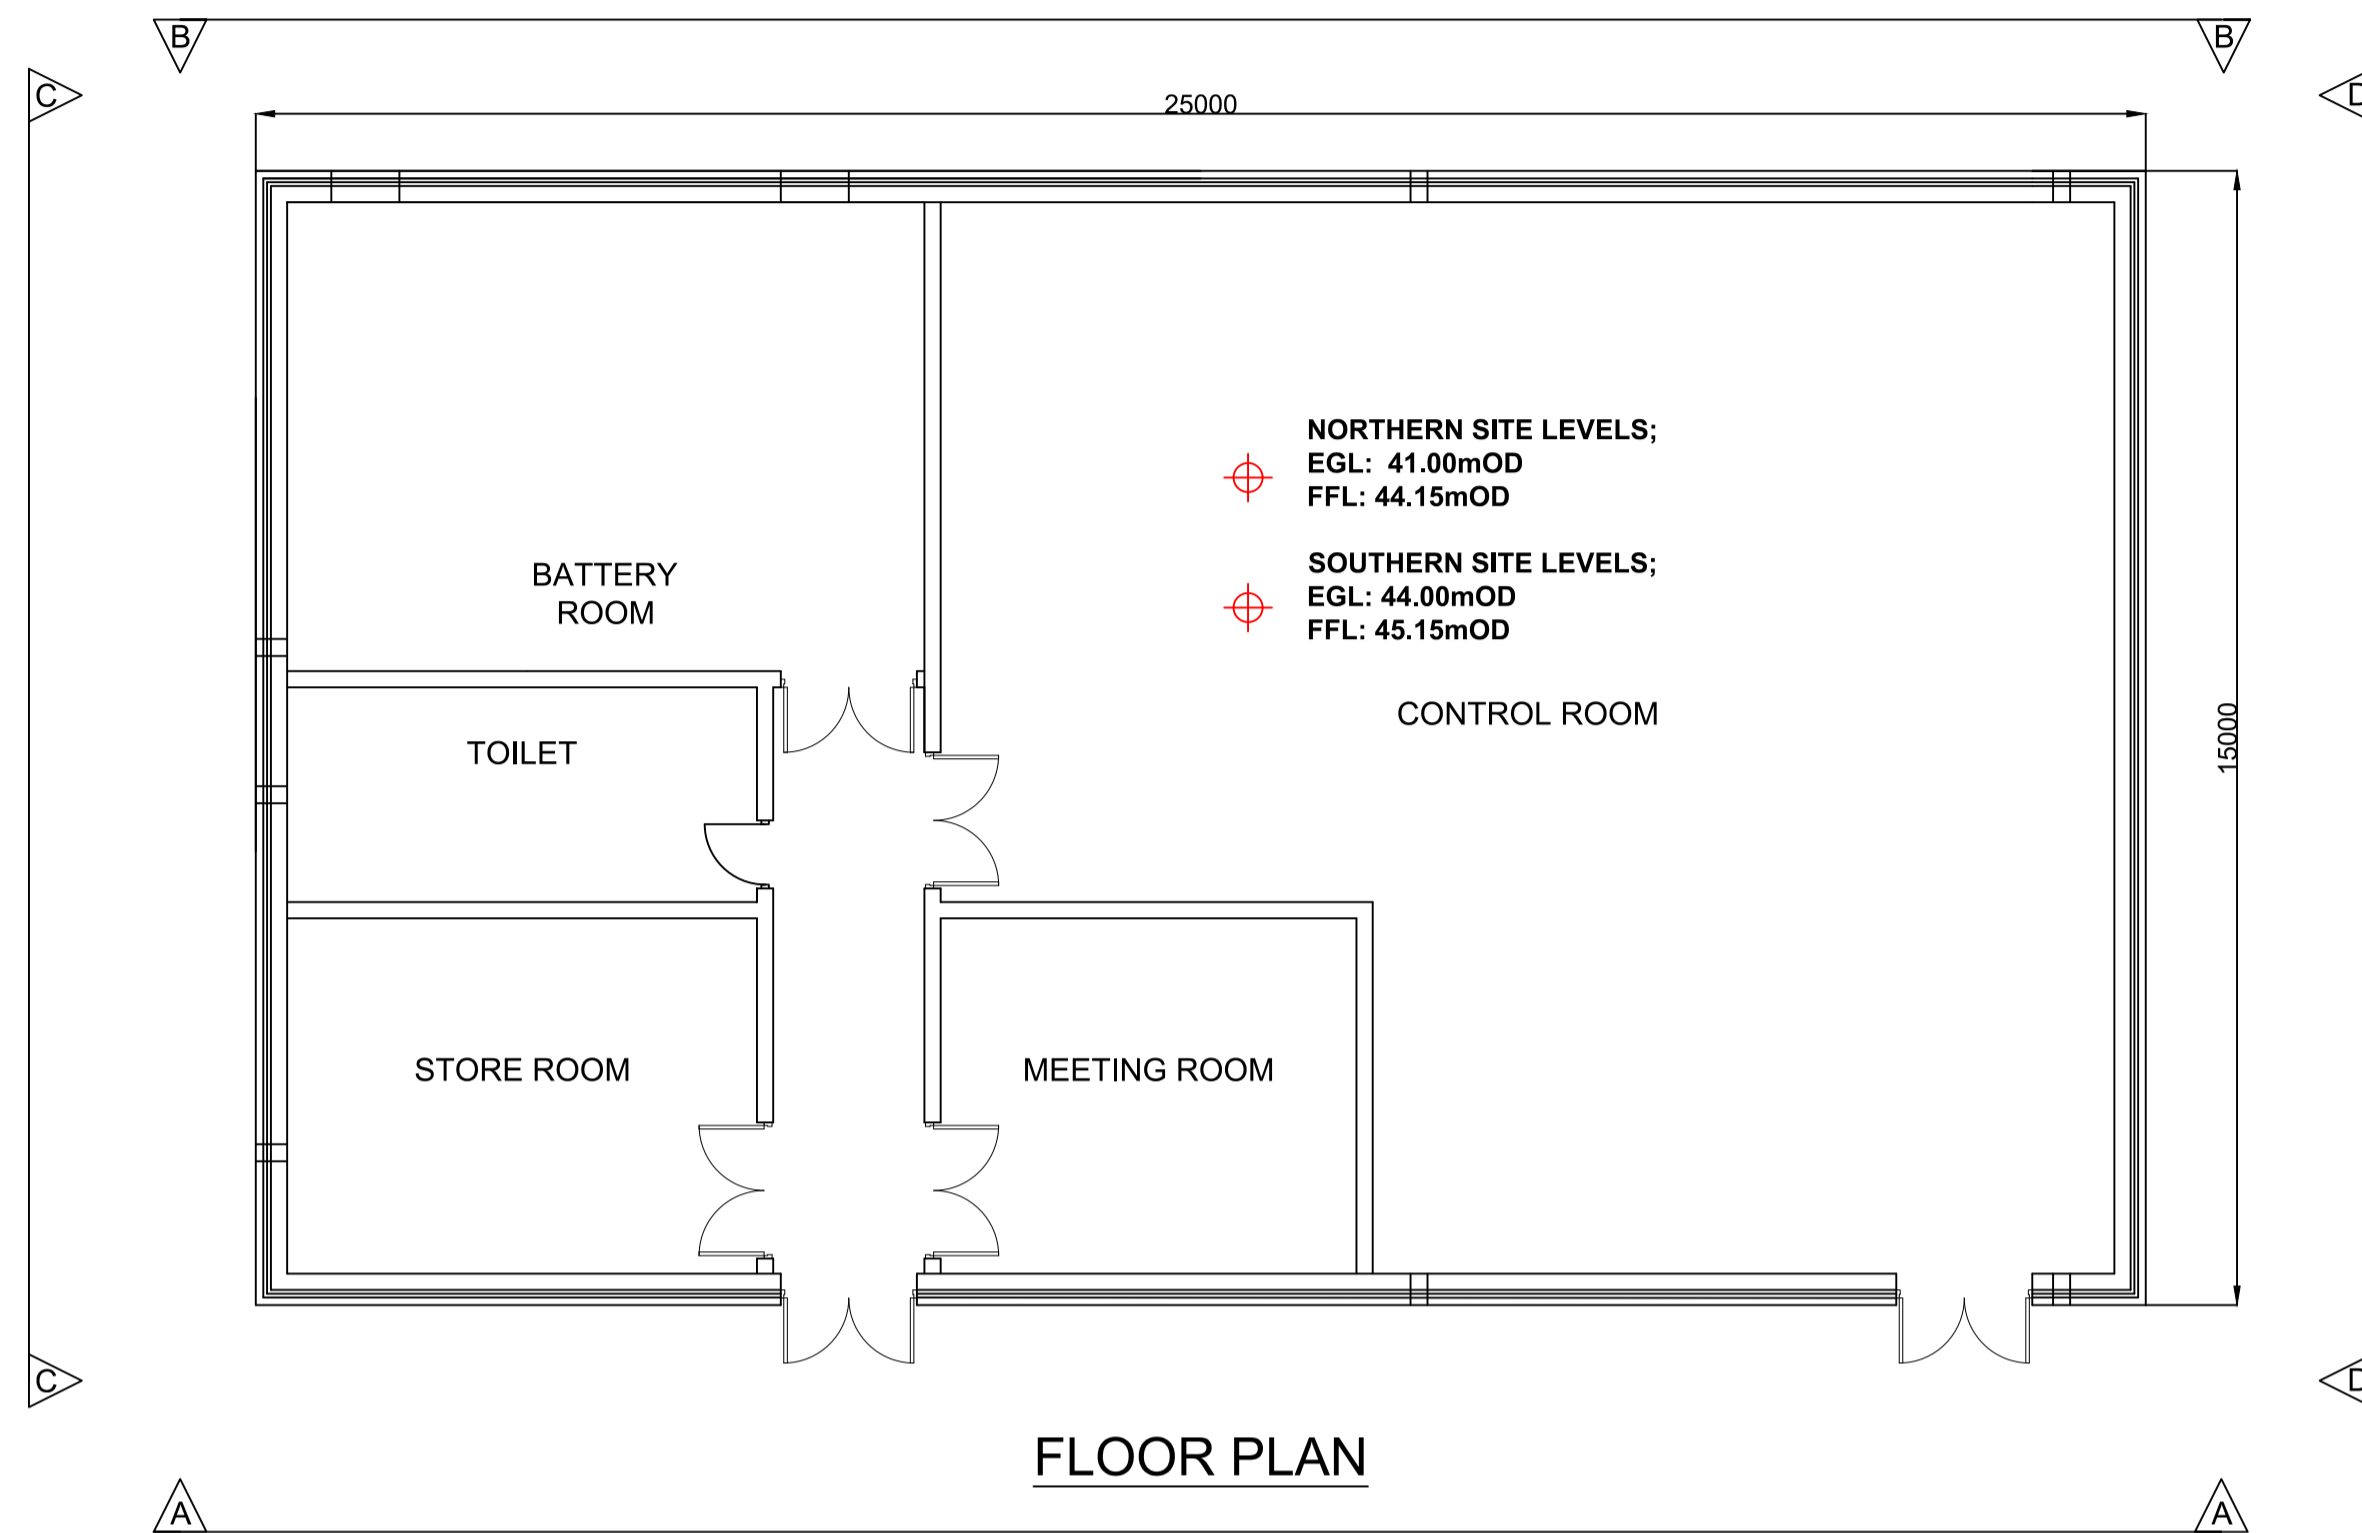 B
B
C
D
25000
NORTHERN SITE LEVELS;
EGL: 41.00mOD
FFL: 44.15mOD
SOUTHERN SITE LEVELS;
EGL: 44.00mOD
FFL: 45.15mOD
BATTERY
ROOM
CONTROL ROOM
15000
TOILET
STORE ROOM
MEETING ROOM
C
D
FLOOR PLAN
A
A